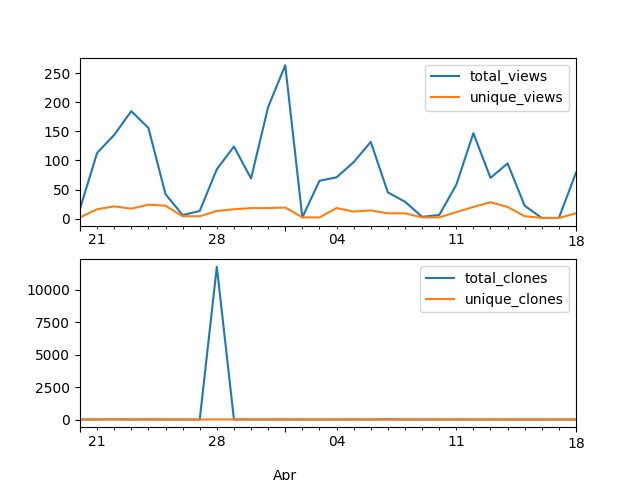 total_views
unique_views
250
200
150
100
50
0
21 28 04 11 18
total_clones
unique_clones
10000
7500
5000
2500
0
21 28 04 11 18
Apr